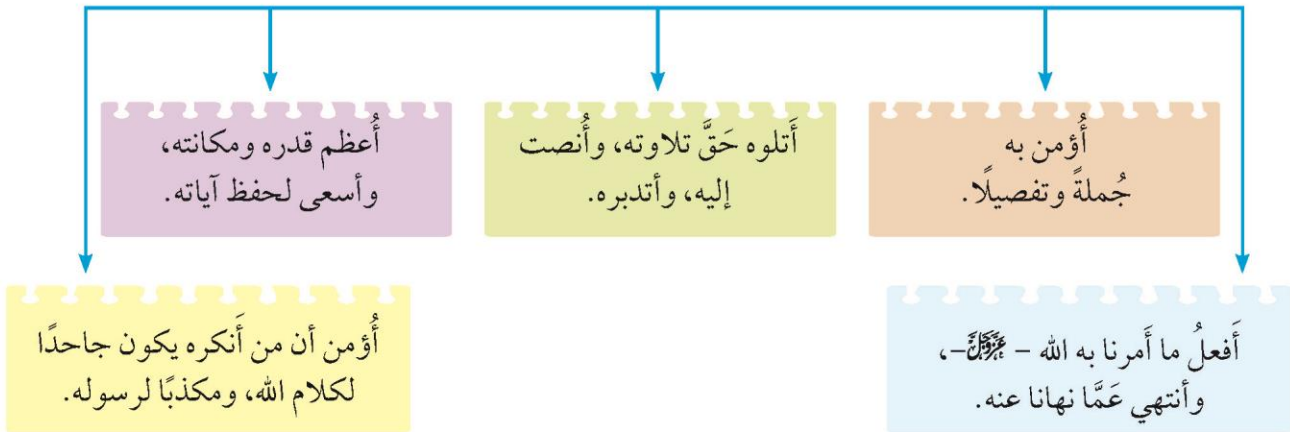 أُؤمن به
جُملةً وتفصيلًا.
أَتلوه حَقَّ تلاوته، وأُنصت
إليه، وأتدبره.
أُعظم قدره ومكانته،
وأسعى لحفظ آياته.
أَفعلُ ما أَمرنا به الله – عَزَّوَجَلَّ–،
وأنتهي عَمَّا نهانا عنه.
أُؤمن أن من أَنكره يكون جاحدًا
لكلام الله، ومكذبًا لرسوله.